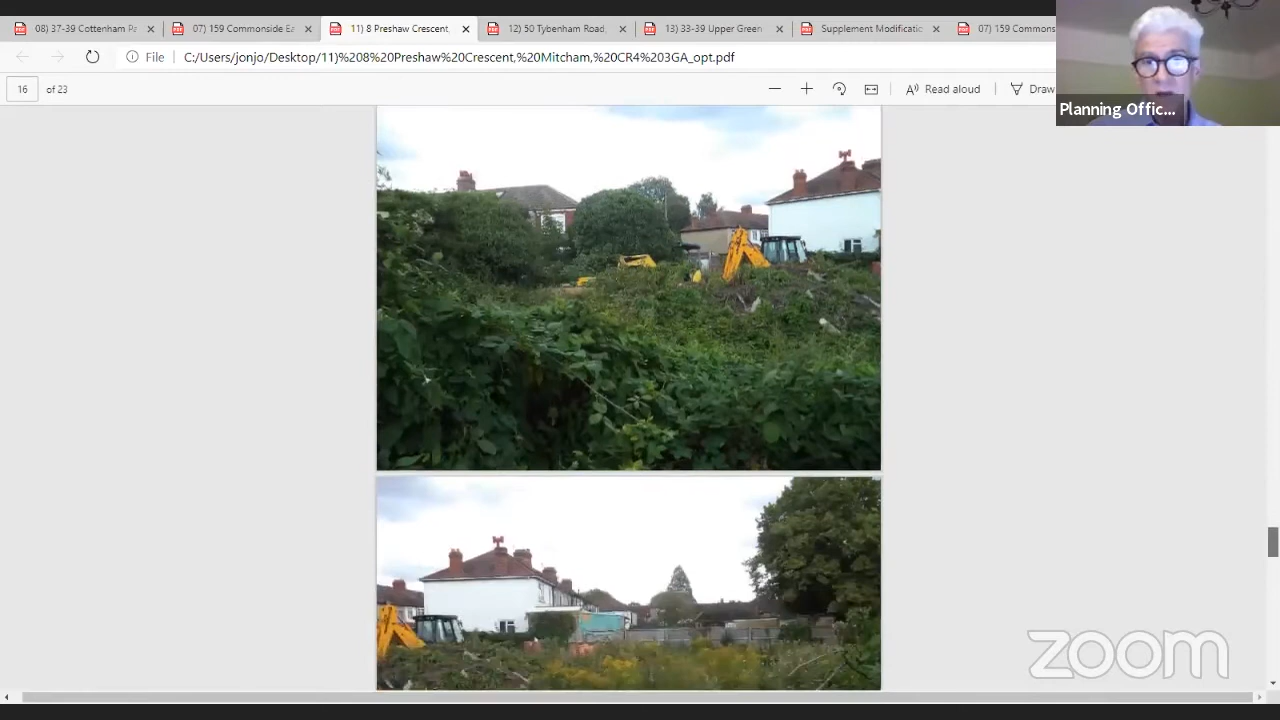 08) 37-39 Cottenham Pa
07) 159 Commonside Ea
11) 8 Preshaw Crescent,
12) 50 Tybenham Road,
13) 33-39 Upper Green
Supplement Modificatio
07) 159 Commons
File
C:/Users/jonjo/Desktop/11)%208%20Preshaw%20Crescent,%20Mitcham,%20CR4%203GA_opt.pdf
16 of 23
Read aloud
Draw
Planning Offic...
zoom